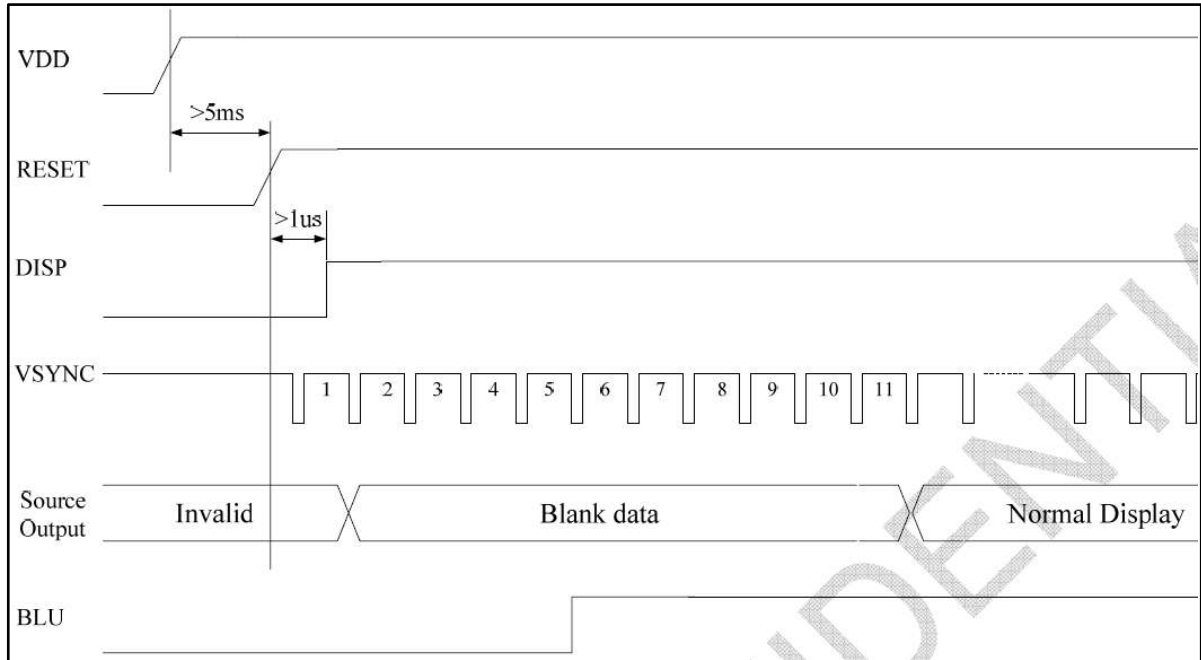 VDD
>5ms
RESET
>1us
DISP
VSYNC 1 2 3 4 5 6 7 8 9 10 11
Source
Output
Invalid Blank data Normal Display
BLU